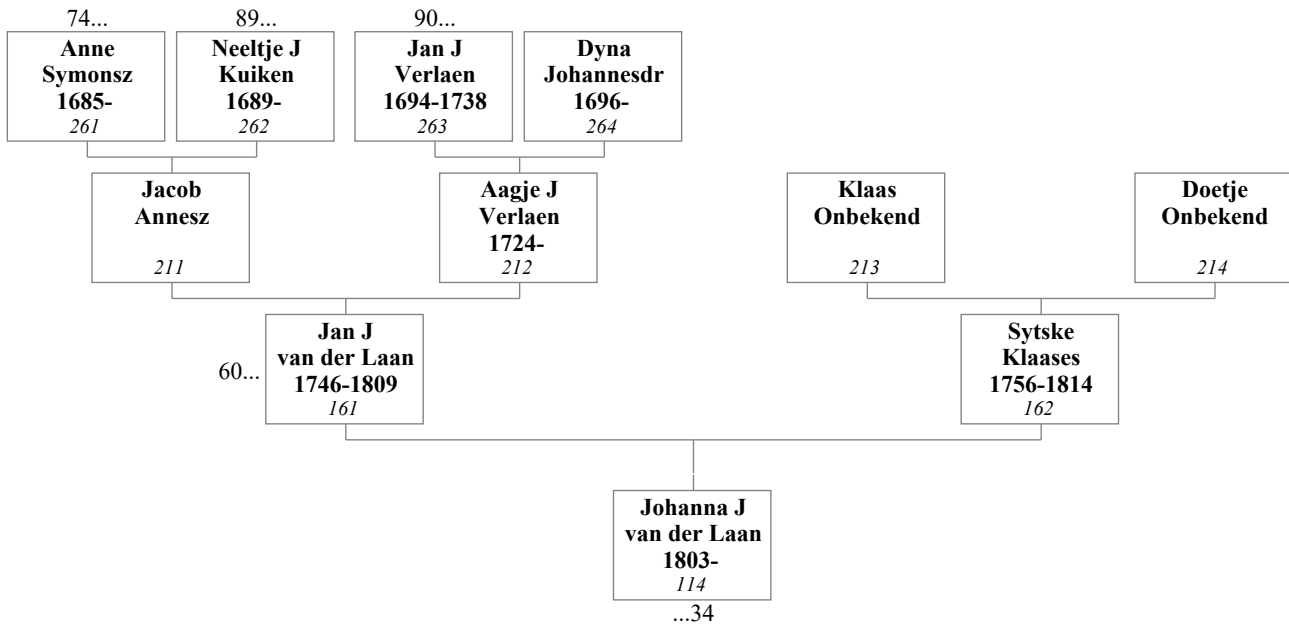 74...
89...
90...
Anne
Symonsz
1685-
261
Neeltje J
Kuiken
1689-
262
Jan J
Verlaen
1694-1738
263
Dyna
Johannesdr
1696-
264
Jacob
Annesz
211
Aagje J
Verlaen
1724-
212
Klaas
Onbekend
213
Doetje
Onbekend
214
60...
Jan J
van der Laan
1746-1809
161
Sytske
Klaases
1756-1814
162
Johanna J
van der Laan
1803-
114
...34